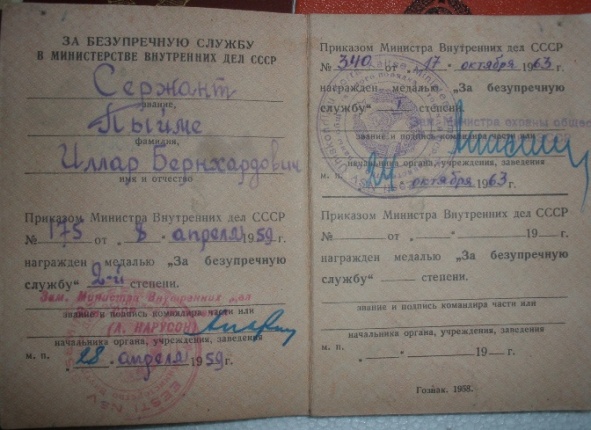 ЗА БЕЗУПРЕЧНУЮ СЛУЖБУ
В МИНИСТЕРСТВЕ ВНУТРЕННИХ ДЕЛ СССР
Сержант
звание,
Пыйме
фамилия,
Иллар Бернхардович
имя и отчество
Приказом Министра Внутренних дел СССР
№ 175 от „ 8 „ апреля 1959 г.
награжден медалью „За безупречную
службу“ 2-й степени.
Зам. Министра Внутренних дел
звание и подпись командира части или
(А. НАРУСОН)
начальника органа, учреждения, заведения
м. п. „ 28 „ апреля 1959 г.
EESTI NSV
Приказом Министра Внутренних дел СССР
№ 340 от „ 17 „ октября 1963 г.
награжден медалью „За безупречную
службу“ I степени.
Зам. Министра охраны общес
звание и подпись командира части или
начальника органа, учреждения, заведения
м. п. 24 октября 1963 г.
Приказом Министра Внутренних дел СССР
№ от „ „ 19 г.
награжден медалью „За безупречную
службу“ степени.
звание и подпись командира части или
начальника органа, учреждения, заведения
м. п. „ „ 19 г.
Гознак. 1958.